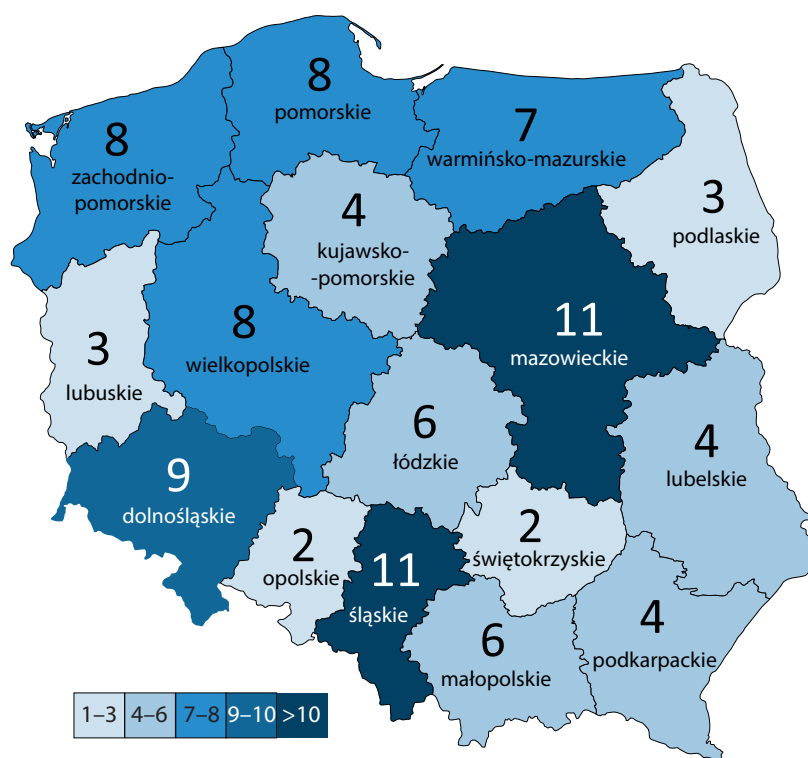 8
pomorskie
8
zachodnio-
pomorskie
7
warmińsko-mazurskie
3
podlaskie
4
kujawsko-
-pomorskie
3
lubuskie
8
wielkopolskie
11
mazowieckie
6
łódzkie
4
lubelskie
9
dolnośląskie
2
opolskie
11
śląskie
2
świętokrzyskie
6
małopolskie
4
podkarpackie
1–3 4–6 7–8 9–10 >10